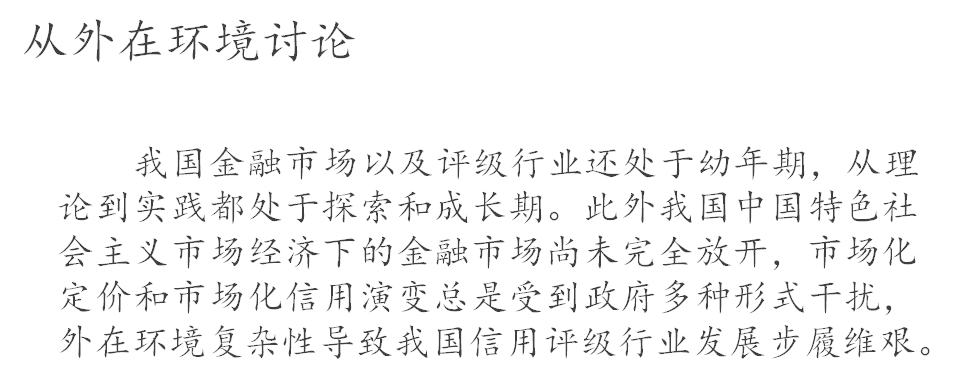 从外在环境讨论
我国金融市场以及评级行业还处于幼年期，从理
论到实践都处于探索和成长期。此外我国中国特色社
会主义市场经济下的金融市场尚未完全放开，市场化
定价和市场化信用演变总是受到政府多种形式干扰，
外在环境复杂性导致我国信用评级行业发展步履维艰。